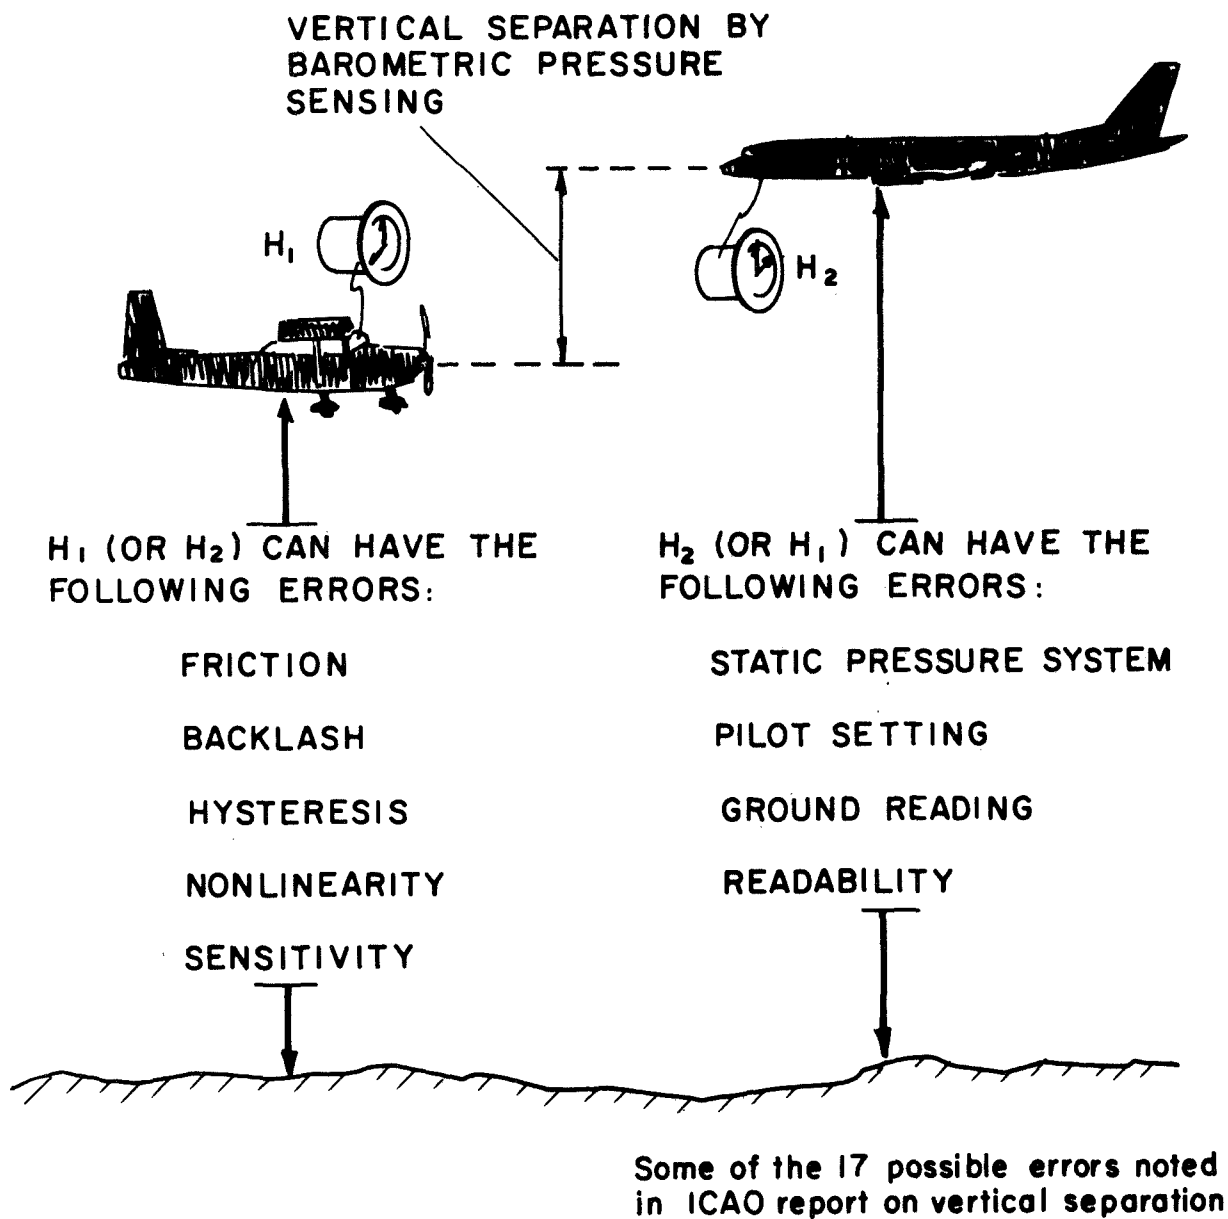 VERTICAL SEPARATION BY
BAROMETRIC PRESSURE
SENSING
H₁
H₂
H₁ (OR H₂) CAN HAVE THE
FOLLOWING ERRORS:
FRICTION
BACKLASH
HYSTERESIS
NONLINEARITY
SENSITIVITY
H₂ (OR H₁) CAN HAVE THE
FOLLOWING ERRORS:
STATIC PRESSURE SYSTEM
PILOT SETTING
GROUND READING
READABILITY
Some of the 17 possible errors noted
in ICAO report on vertical separation